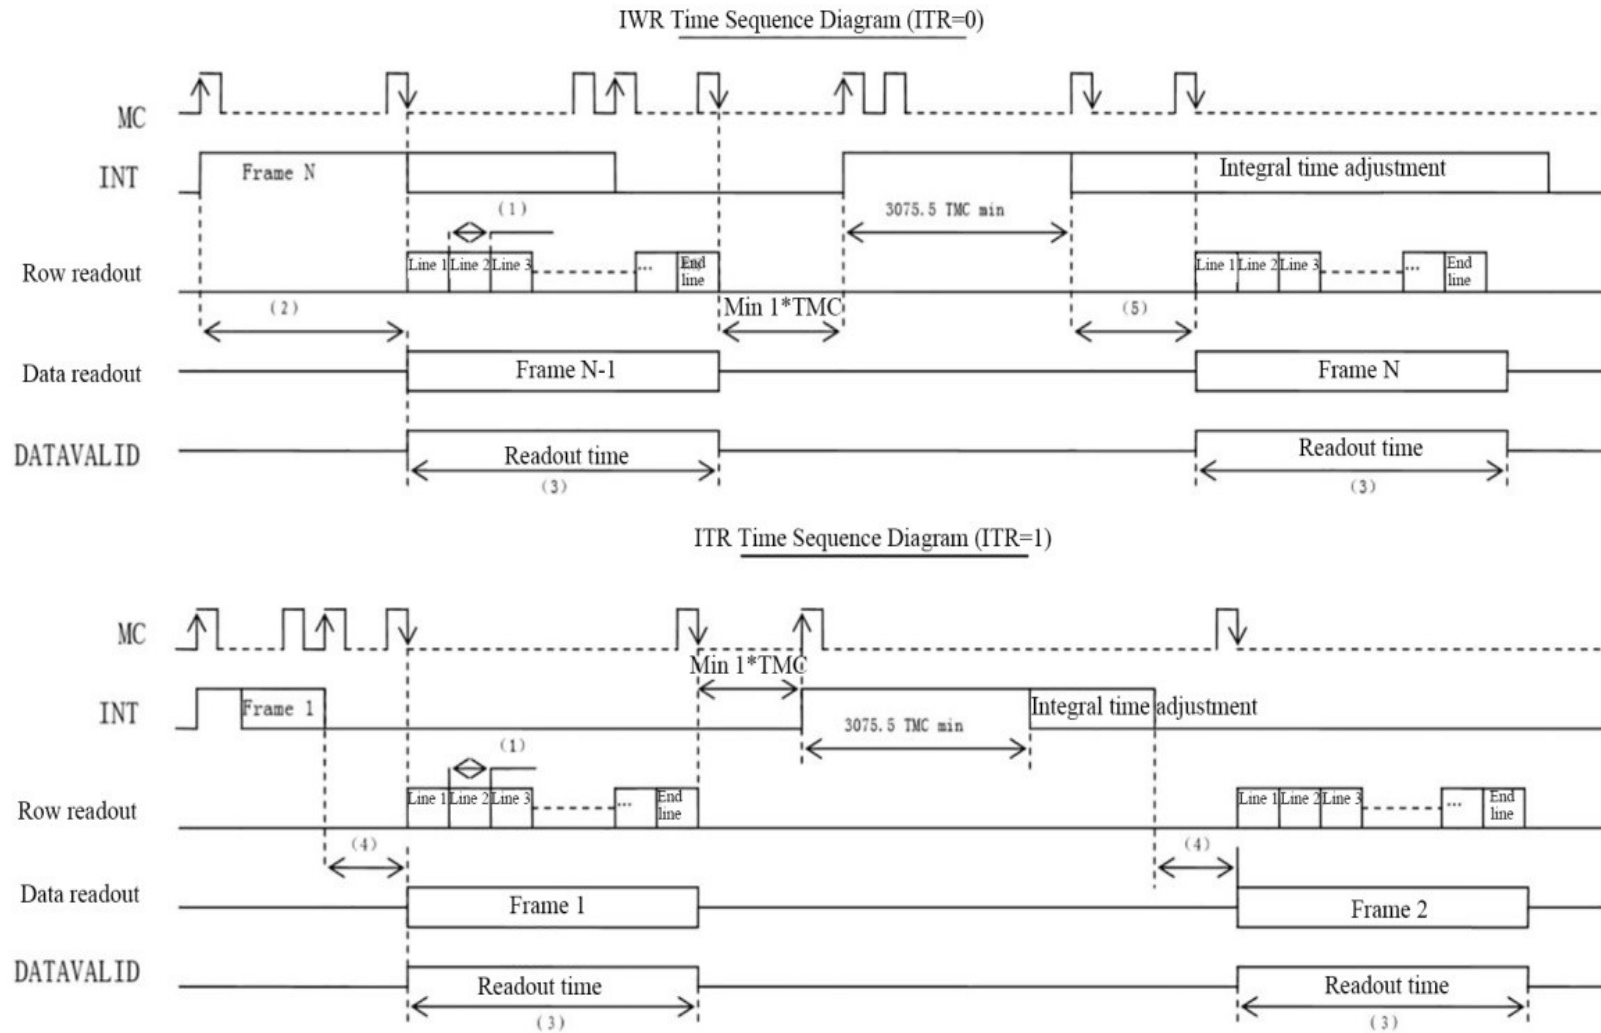 IWR Time Sequence Diagram (ITR=0)
MC
INT
Frame N
Integral time adjustment
(1)
3075.5 TMC min
Row readout
Line 1
Line 2
Line 3
...
End
line
Line 1
Line 2
Line 3
...
End
line
(2)
Min 1*TMC
(5)
Data readout
Frame N-1
Frame N
DATAVALID
Readout time
Readout time
(3)
(3)
ITR Time Sequence Diagram (ITR=1)
MC
Min 1*TMC
INT
Frame 1
Integral time adjustment
3075.5 TMC min
(1)
Row readout
Line 1
Line 2
Line 3
...
End
line
Line 1
Line 2
Line 3
...
End
line
(4)
(4)
Data readout
Frame 1
Frame 2
DATAVALID
Readout time
Readout time
(3)
(3)